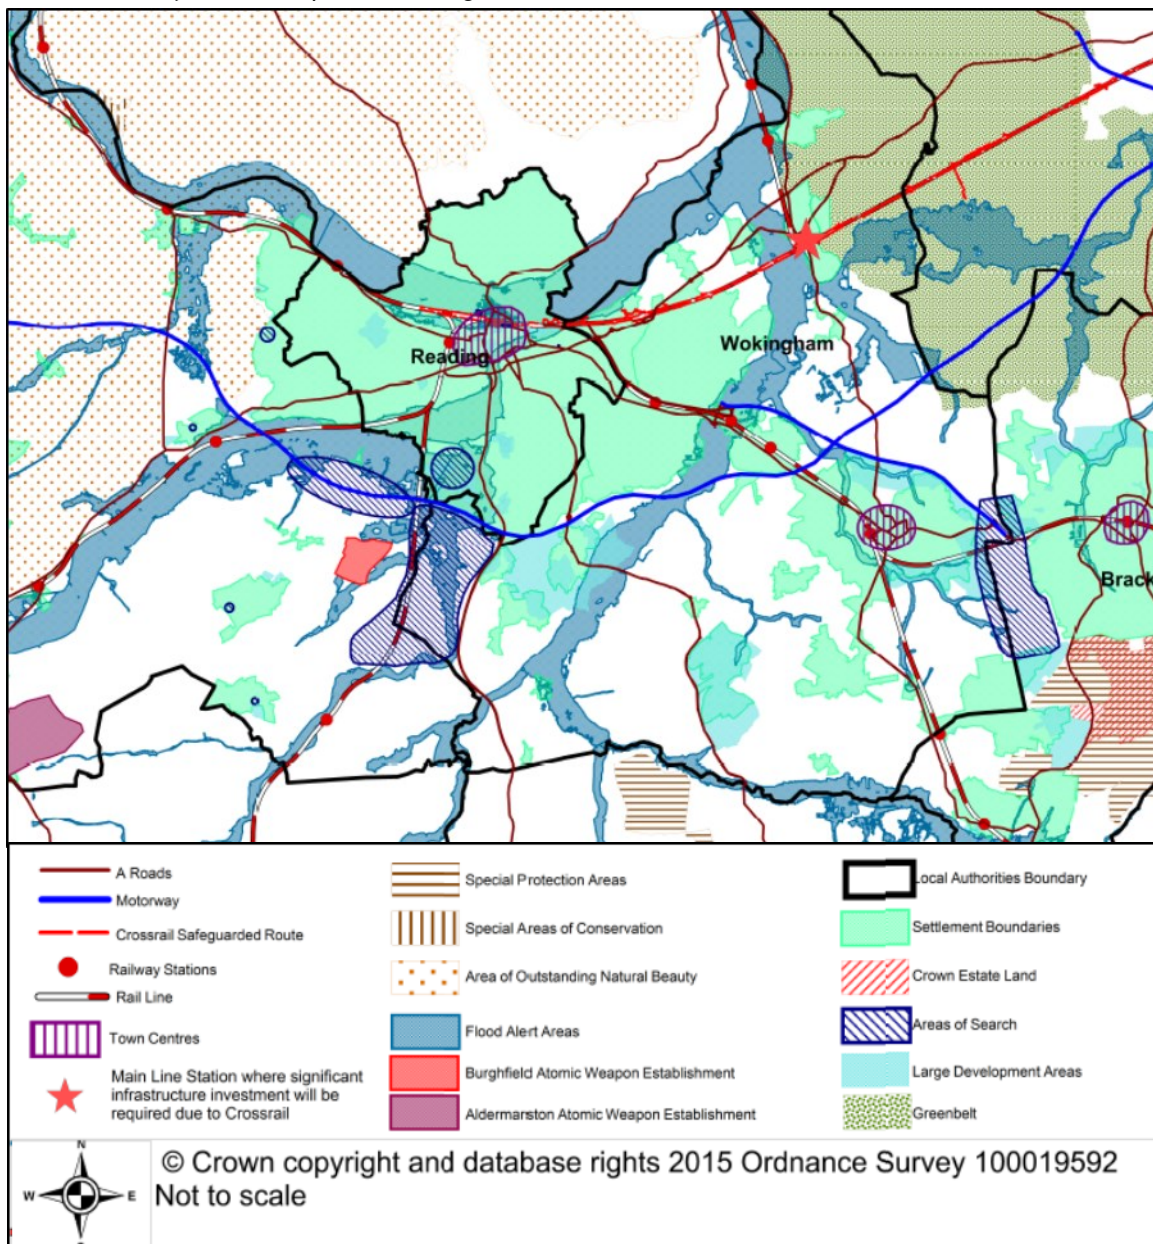 Reading
Wokingham
Brack
A Roads
Motorway
Crossrail Safeguarded Route
Railway Stations
Rail Line
Town Centres
Main Line Station where significant
infrastructure investment will be
required due to Crossrail
Special Protection Areas
Special Areas of Conservation
Area of Outstanding Natural Beauty
Flood Alert Areas
Burghfield Atomic Weapon Establishment
Aldermarston Atomic Weapon Establishment
Local Authorities Boundary
Settlement Boundaries
Crown Estate Land
Areas of Search
Large Development Areas
Greenbelt
N
W
E
© Crown copyright and database rights 2015 Ordnance Survey 100019592
Not to scale